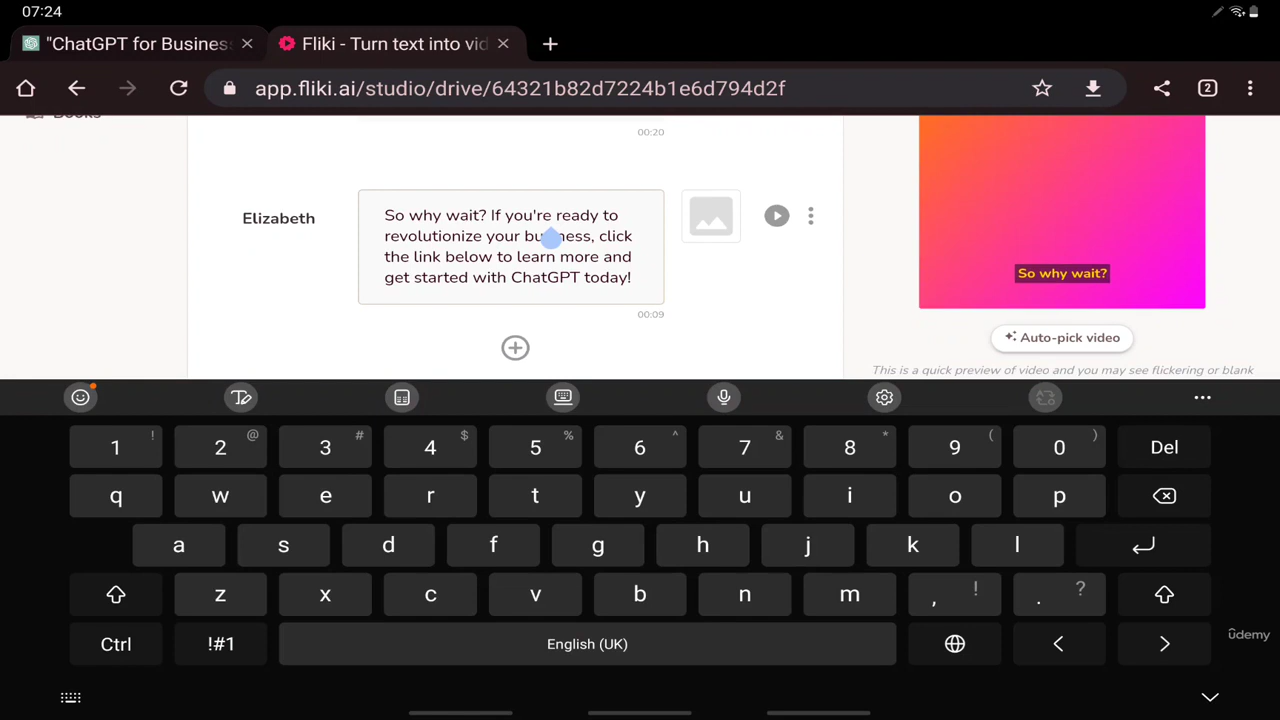 07:24
"ChatGPT for Business
Fliki - Turn text into vid
app.fliki.ai/studio/drive/64321b82d7224b1e6d794d2f
2
Books
00:20
Elizabeth
So why wait? If you're ready to
revolutionize your business, click
the link below to learn more and
get started with ChatGPT today!
00:09
So why wait?
Auto-pick video
This is a quick preview of video and you may see flickering or blank
1 ! 2 @ 3 # 4 $ 5 % 6 ^ 7 & 8 * 9 ( 0 ) Del
q w e r t y u i o p
a s d f g h j k l
z x c v b n m , ! . ?
Ctrl !#1 English (UK) < >
ûdemy